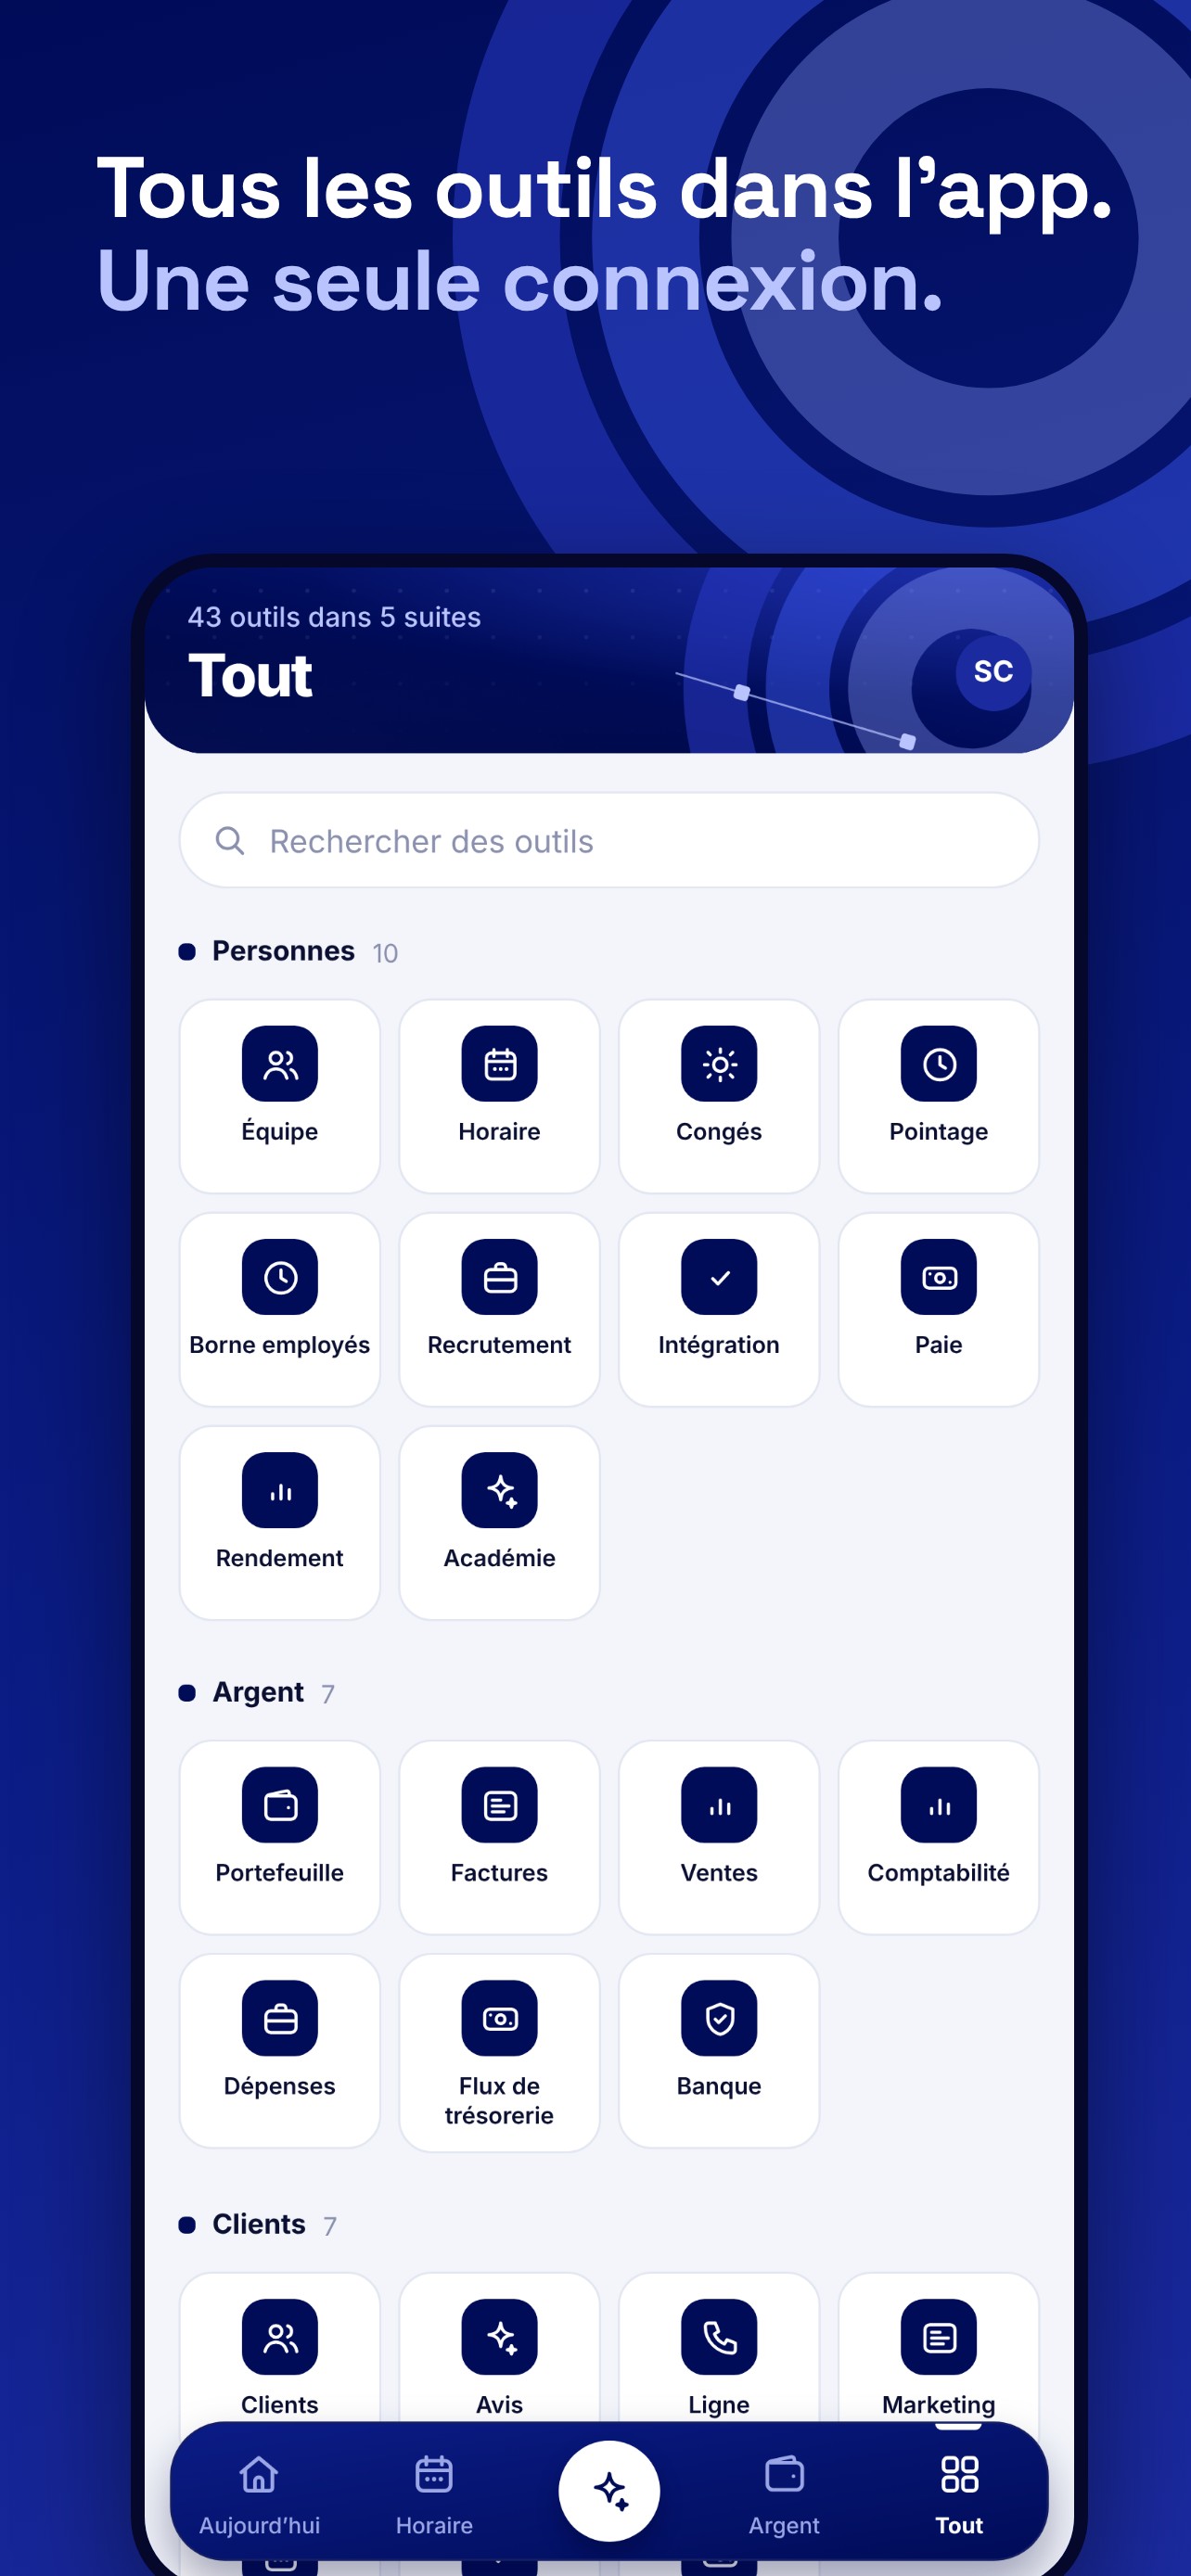 Tous les outils dans l’app.
Une seule connexion.
43 outils dans 5 suites
Tout
SC
Rechercher des outils
Personnes 10
Équipe
Horaire
Congés
Pointage
Borne employés
Recrutement
Intégration
Paie
Rendement
Académie
Argent 7
Portefeuille
Factures
Ventes
Comptabilité
Dépenses
Flux de
trésorerie
Banque
Clients 7
Clients
Avis
Ligne
Marketing
Aujourd’hui
Horaire
Argent
Tout